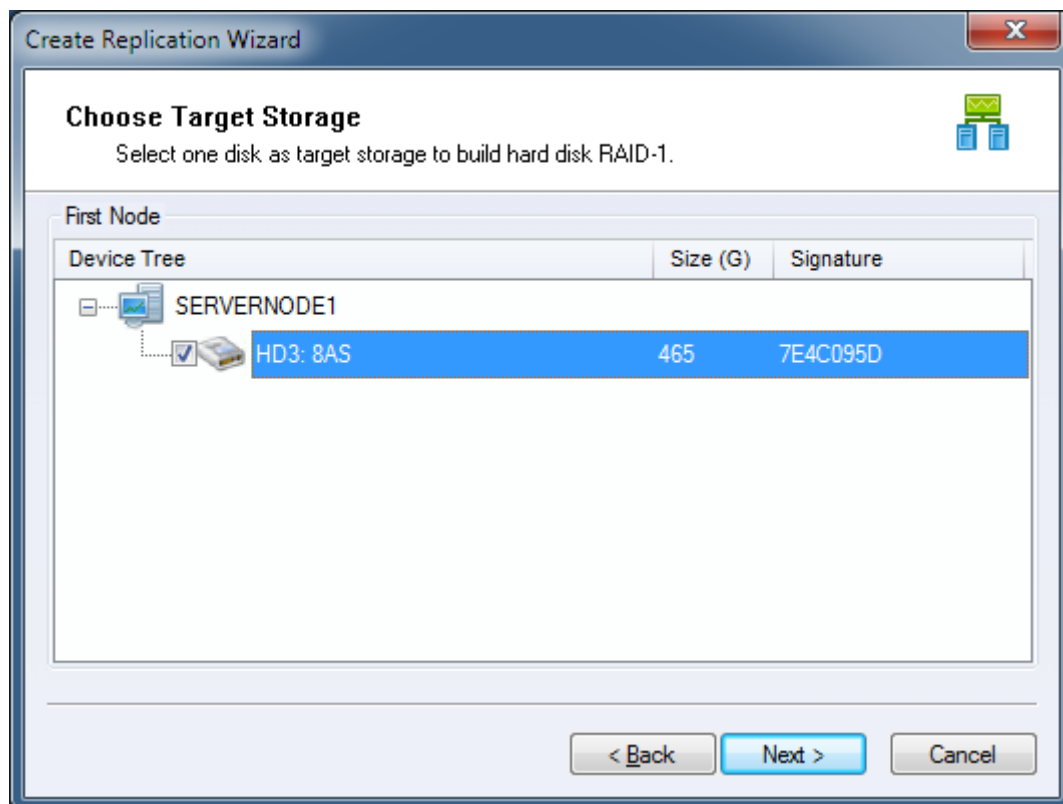 Create Replication Wizard
Choose Target Storage
Select one disk as target storage to build hard disk RAID-1.
First Node
Device Tree Size (G) Signature
SERVERNODE1
HD3: 8AS 465 7E4C095D
< Back Next > Cancel